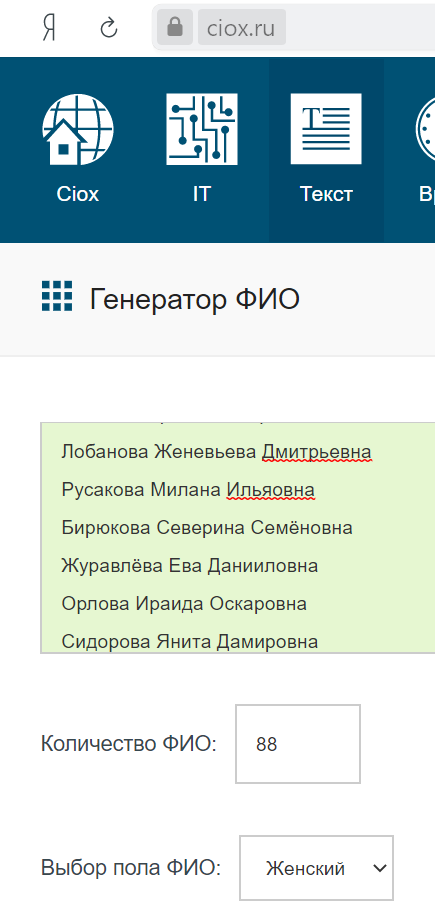 Я
ciox.ru
Ciox
IT
Текст
Генератор ФИО
Лобанова Женевьева Дмитрьевна
Русакова Милана Ильяовна
Бирюкова Северина Семёновна
Журавлёва Ева Данииловна
Орлова Ираида Оскаровна
Сидорова Янита Дамировна
Количество ФИО: 88
Выбор пола ФИО: Женский